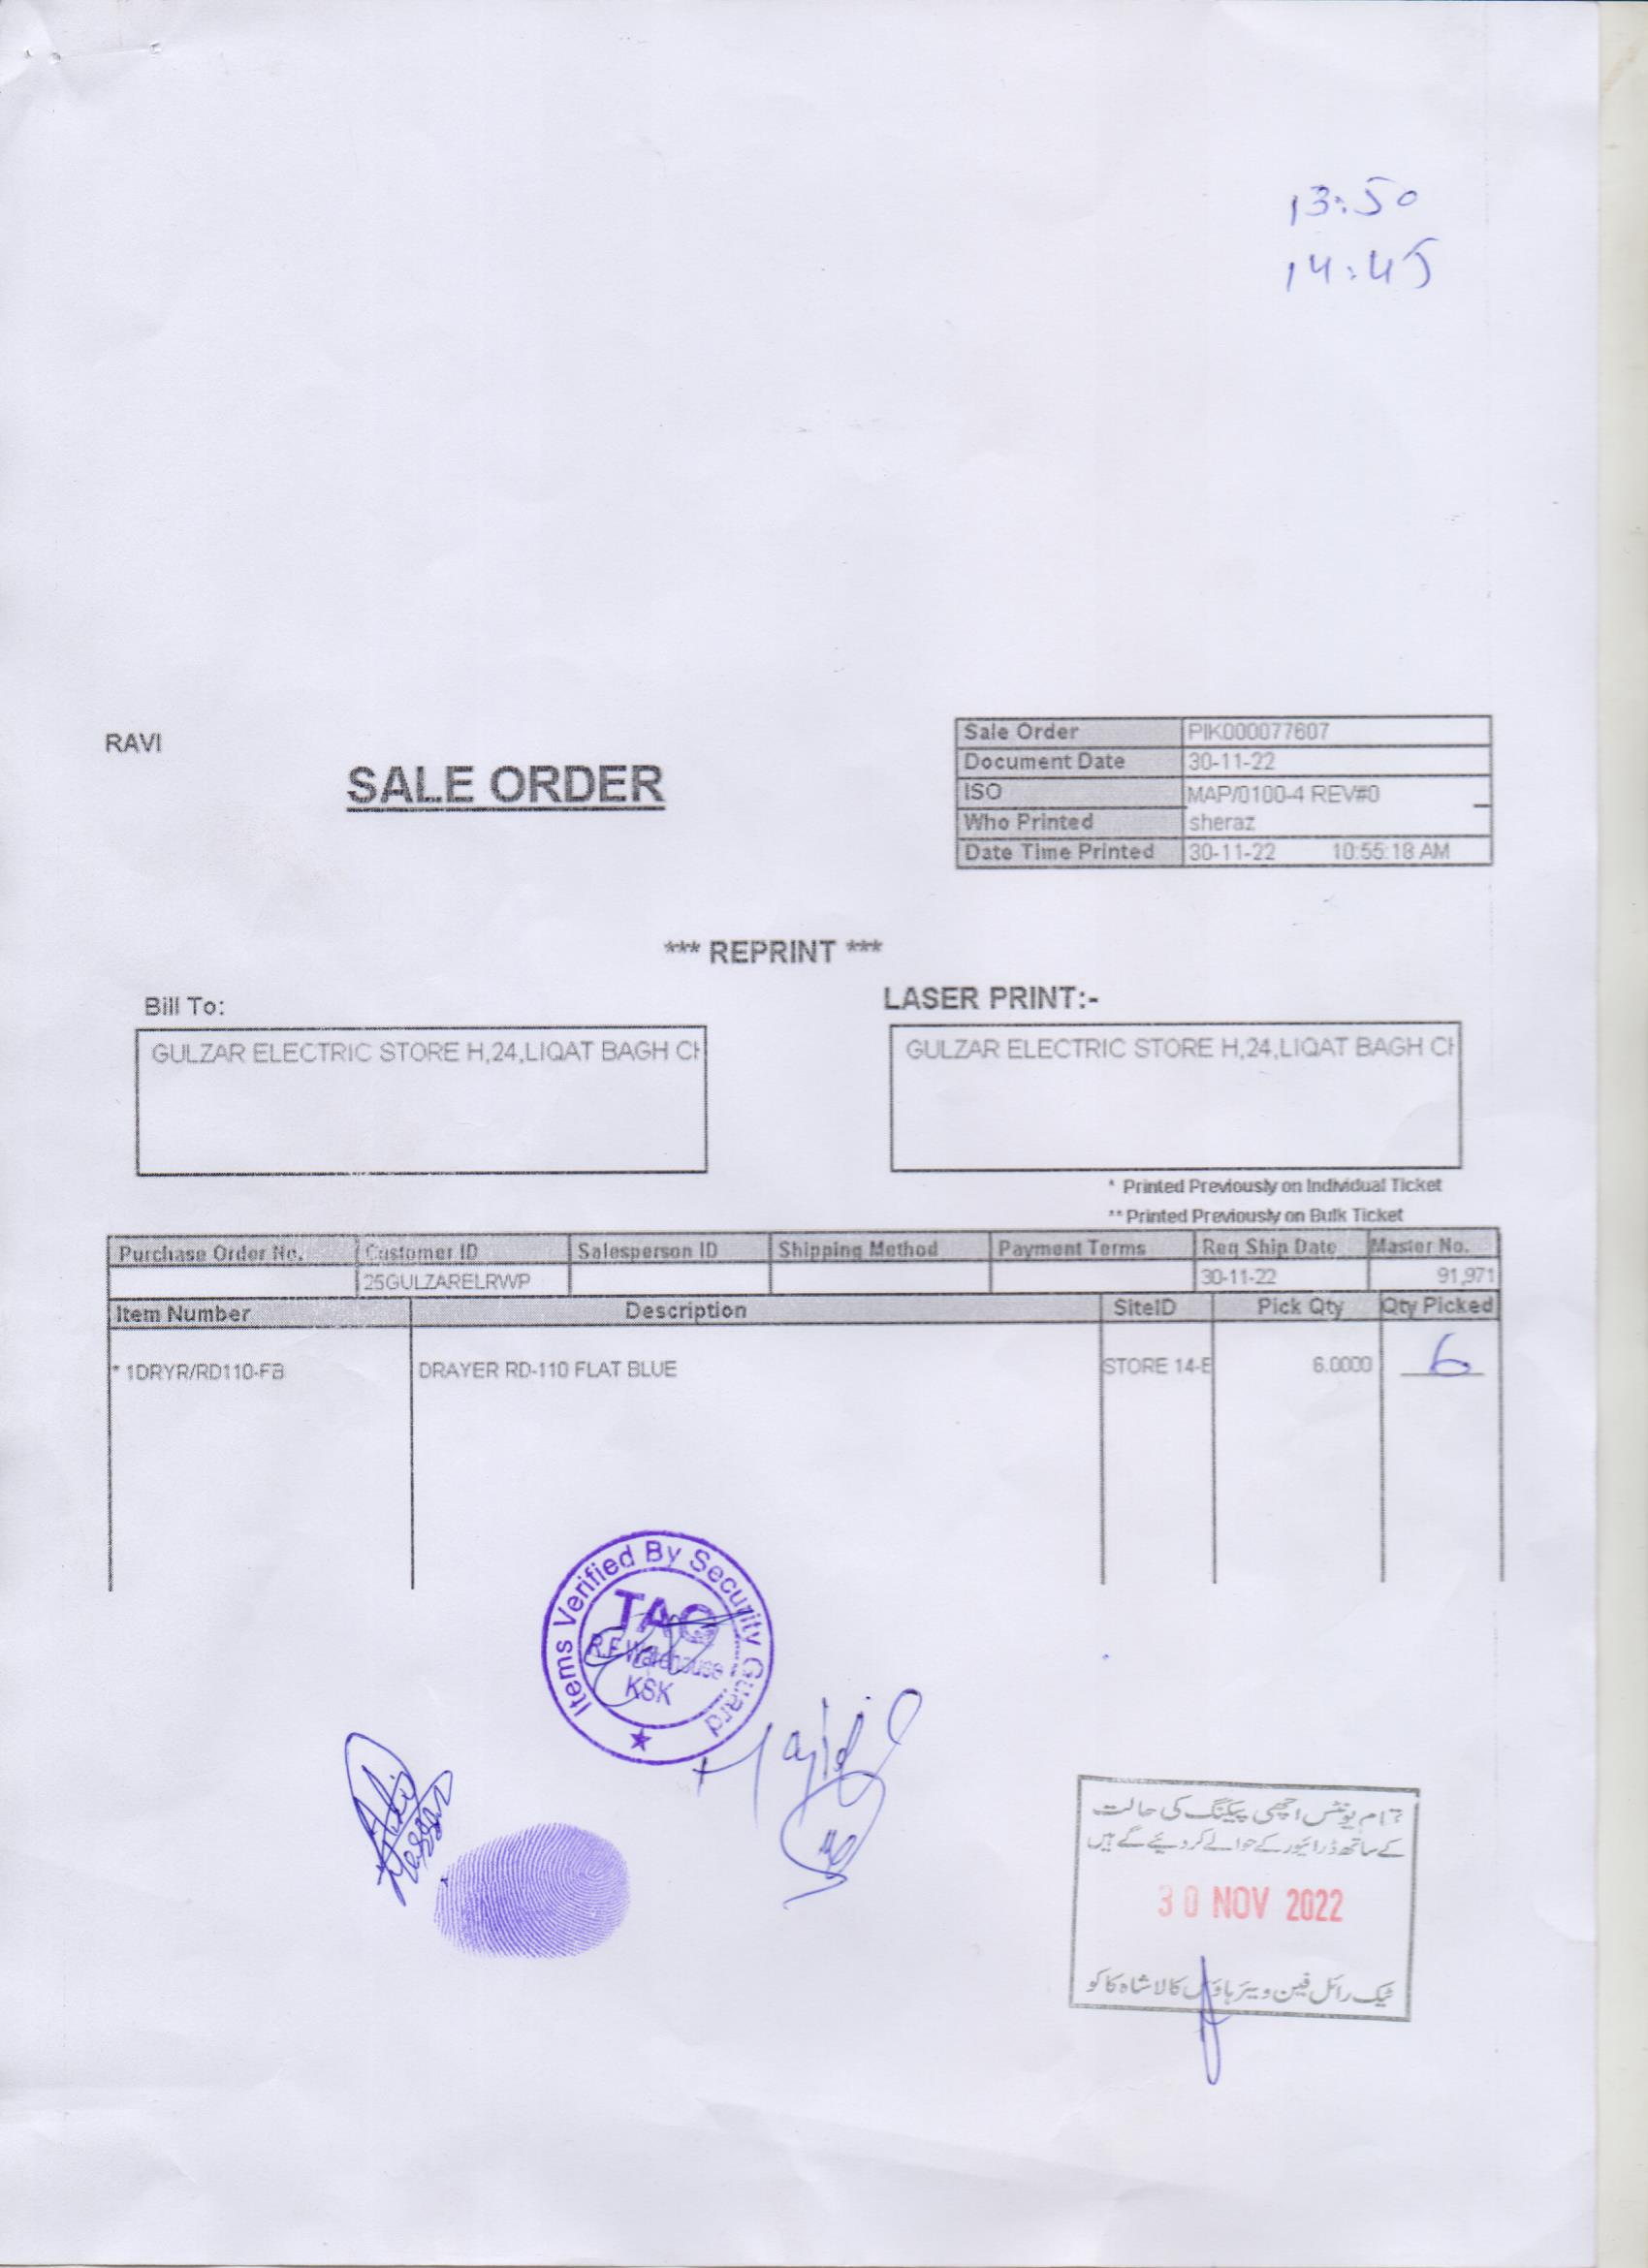 13:50
14:45
RAVI
SALE ORDER
Sale Order PIK000077607
Document Date 30-11-22
ISO MAP/0100-4 REV#0
Who Printed sheraz
Date Time Printed 30-11-22 10:55:18 AM
*** REPRINT ***
Bill To:
LASER PRINT:-
GULZAR ELECTRIC STORE H,24,LIQAT BAGH CH
GULZAR ELECTRIC STORE H,24,LIQAT BAGH CH
* Printed Previously on Individual Ticket
** Printed Previously on Bulk Ticket
Purchase Order No. Customer ID Salesperson ID Shipping Method Payment Terms Req Ship Date Master No.
25GULZARELRWP 30-11-22 91,971
Item Number Description SiteID Pick Qty Qty Picked
* 1DRYR/RD110-FB DRAYER RD-110 FLAT BLUE STORE 14-E 6.0000 6
Items Verified By Security Guard
TAG
R.F Warehouse
KSK
Majid
تمام یونٹس اچھی پیکنگ کی حالت
کے ساتھ ڈرائیور کے حوالے کر دیئے گئے ہیں
30 NOV 2022
ٹیک رائل فین ویئر ہاؤس کالا شاہ کاکو